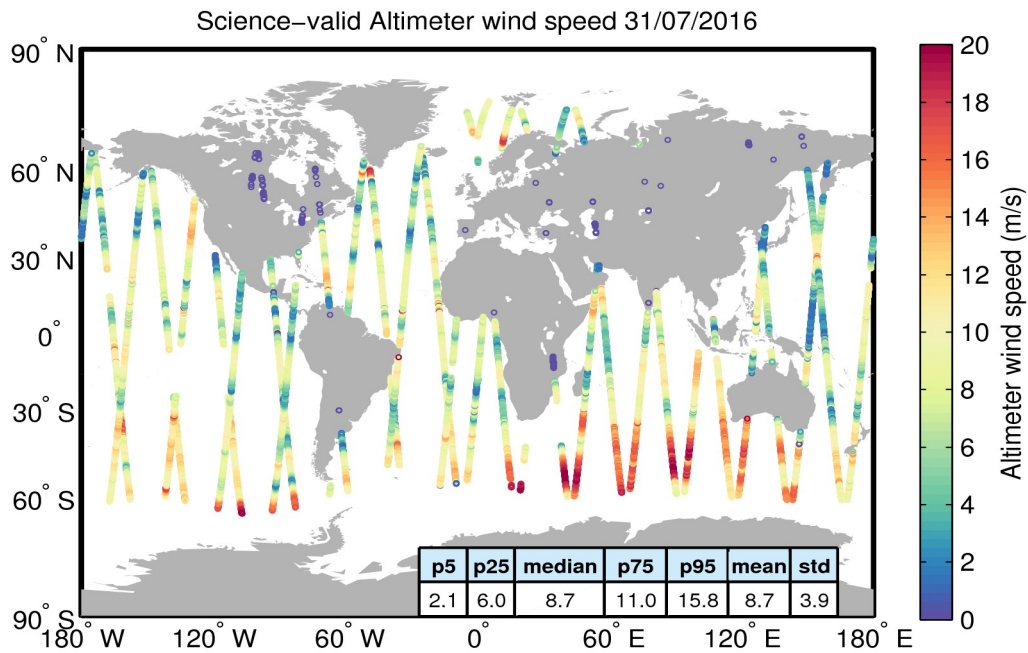 Science−valid Altimeter wind speed 31/07/2016
90° N
60° N
30° N
0°
30° S
60° S
90° S
180° W
120° W
60° W
0°
60° E
120° E
180° E
p5 p25 median p75 p95 mean std
2.1 6.0 8.7 11.0 15.8 8.7 3.9
20
18
16
14
12
10
8
6
4
2
0
Altimeter wind speed (m/s)